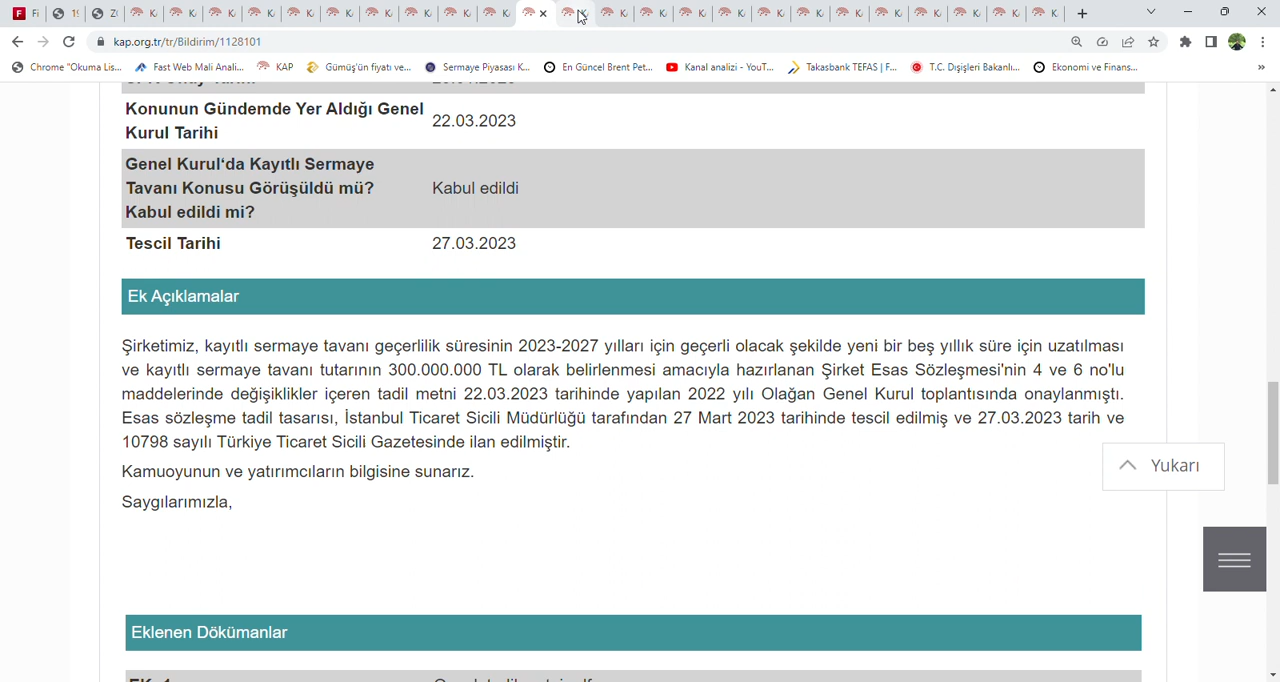 kap.org.tr/tr/Bildirim/1128101
Chrome "Okuma Lis... Fast Web Mali Anali... KAP Gümüş'ün fiyatı ve... Sermaye Piyasası K... En Güncel Brent Pet... Kanal analizi - YouT... Takasbank TEFAS | F... T.C. Dışişleri Bakanlı... Ekonomi ve Finans... »
Konunun Gündemde Yer Aldığı Genel
Kurul Tarihi
22.03.2023
Genel Kurul'da Kayıtlı Sermaye
Tavanı Konusu Görüşüldü mü?
Kabul edildi mi?
Kabul edildi
Tescil Tarihi
27.03.2023
Ek Açıklamalar
Şirketimiz, kayıtlı sermaye tavanı geçerlilik süresinin 2023-2027 yılları için geçerli olacak şekilde yeni bir beş yıllık süre için uzatılması
ve kayıtlı sermaye tavanı tutarının 300.000.000 TL olarak belirlenmesi amacıyla hazırlanan Şirket Esas Sözleşmesi'nin 4 ve 6 no'lu
maddelerinde değişiklikler içeren tadil metni 22.03.2023 tarihinde yapılan 2022 yılı Olağan Genel Kurul toplantısında onaylanmıştı.
Esas sözleşme tadil tasarısı, İstanbul Ticaret Sicili Müdürlüğü tarafından 27 Mart 2023 tarihinde tescil edilmiş ve 27.03.2023 tarih ve
10798 sayılı Türkiye Ticaret Sicili Gazetesinde ilan edilmiştir.
Kamuoyunun ve yatırımcıların bilgisine sunarız.
Yukarı
Saygılarımızla,
Eklenen Dökümanlar